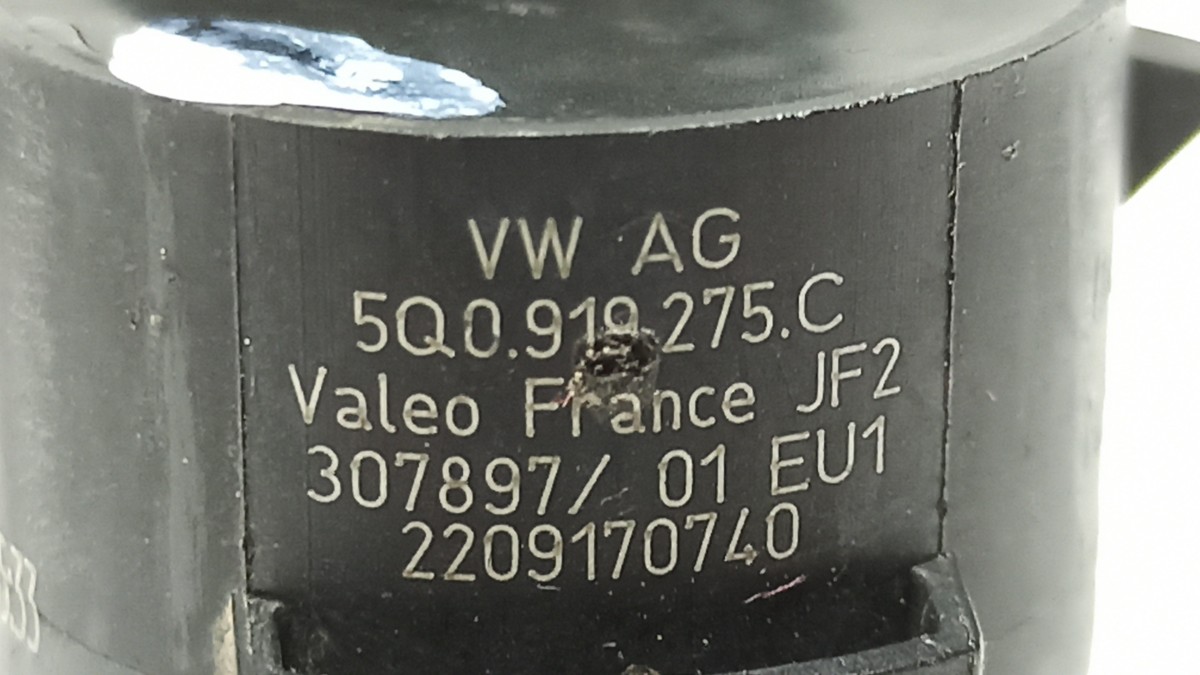 VW AG
5Q0.919.275.C
Valeo France JF2
307897/ 01 EU1
2209170740